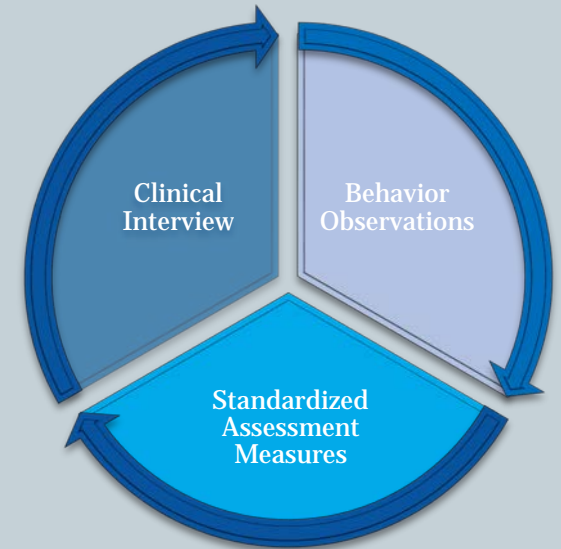 Clinical
Interview
Behavior
Observations
Standardized
Assessment
Measures